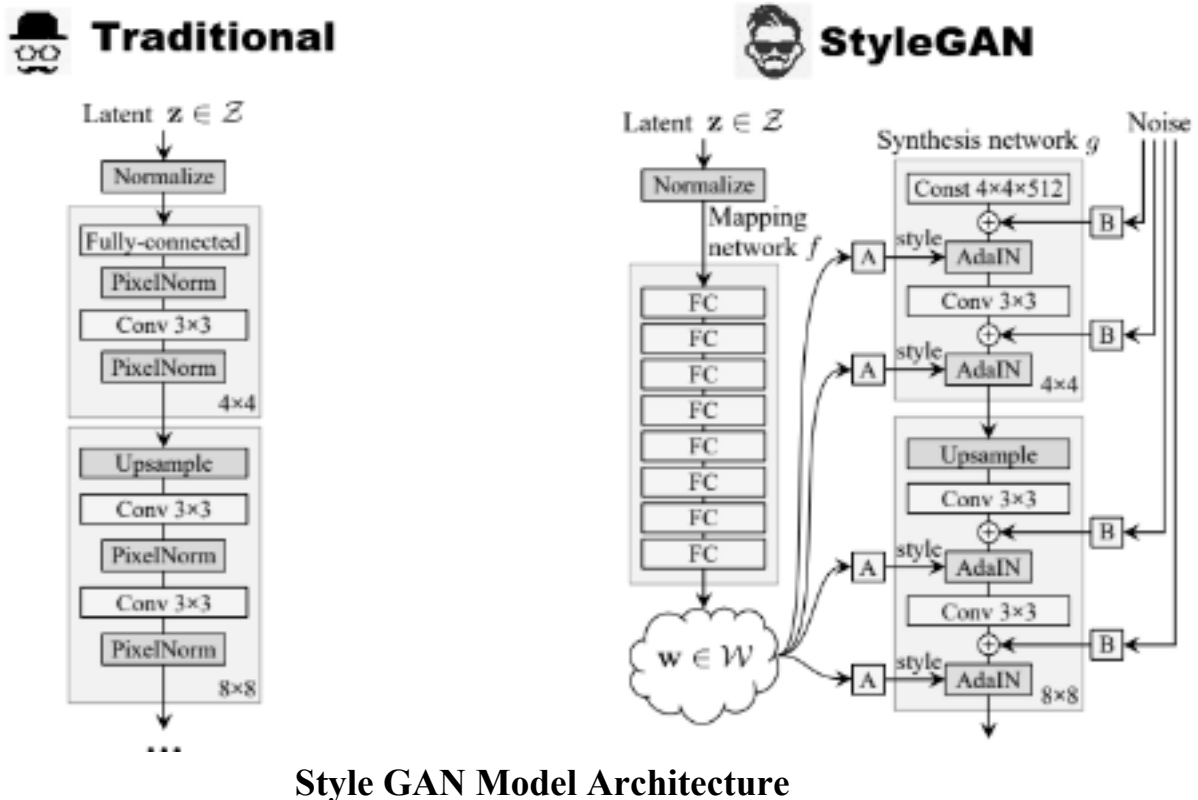 Traditional
Latent z ∈ 𝒵
Normalize
Fully-connected
PixelNorm
Conv 3×3
PixelNorm
4×4
Upsample
Conv 3×3
PixelNorm
Conv 3×3
PixelNorm
8×8
...
StyleGAN
Latent z ∈ 𝒵
Normalize
Mapping
network f
FC
FC
FC
FC
FC
FC
FC
FC
w ∈ 𝒲
Synthesis network g
Noise
Const 4×4×512
B
A
style
AdaIN
Conv 3×3
B
A
style
AdaIN
4×4
Upsample
Conv 3×3
B
A
style
AdaIN
Conv 3×3
B
A
style
AdaIN
8×8
Style GAN Model Architecture